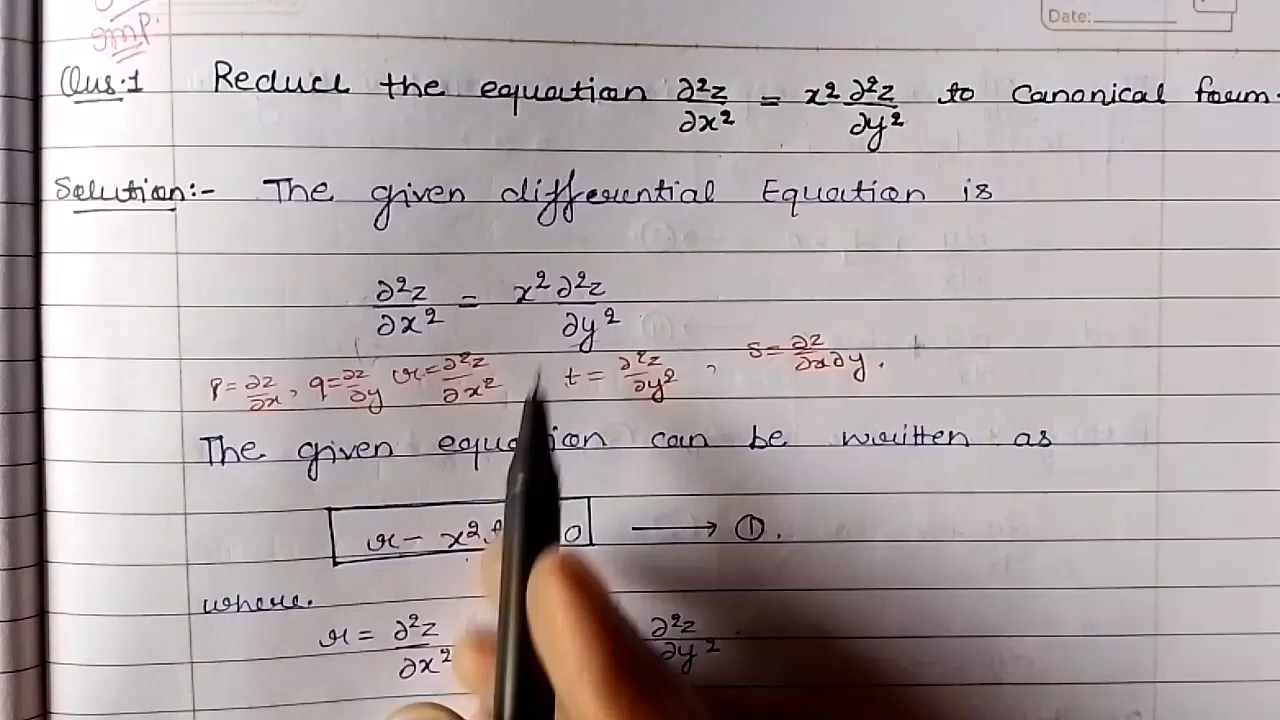 IMP.
Date:
Qus.1 Reduce the equation ∂²z/∂x² = x² ∂²z/∂y² to canonical form.
Solution:- The given differential Equation is
∂²z/∂x² = x² ∂²z/∂y²
p = ∂z/∂x, q = ∂z/∂y r = ∂²z/∂x² t = ∂²z/∂y², s = ∂z/∂x∂y.
The given equation can be written as
r - x² 0 → ①.
where.
r = ∂²z/∂x² ∂²z/∂y²